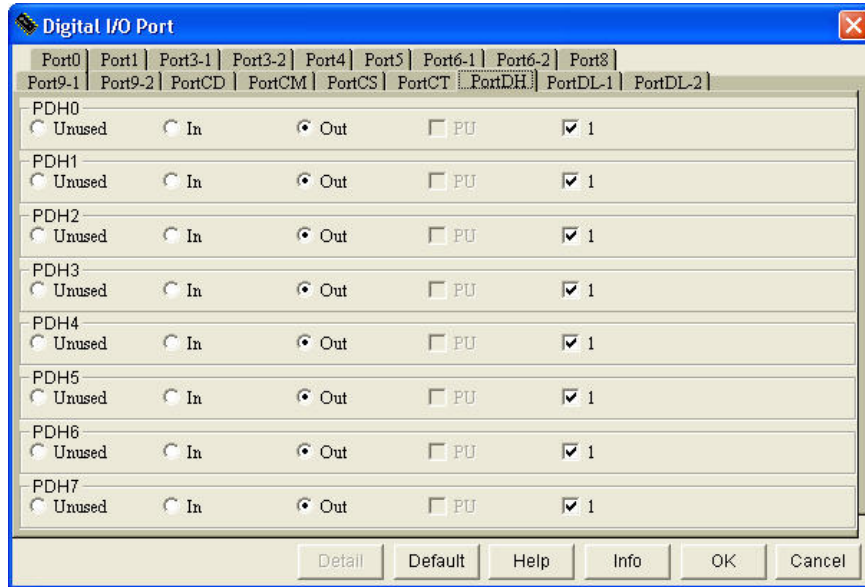 Digital I/O Port
Port0 Port1 Port3-1 Port3-2 Port4 Port5 Port6-1 Port6-2 Port8
Port9-1 Port9-2 PortCD PortCM PortCS PortCT PortDH PortDL-1 PortDL-2
PDH0
Unused In Out PU 1
PDH1
Unused In Out PU 1
PDH2
Unused In Out PU 1
PDH3
Unused In Out PU 1
PDH4
Unused In Out PU 1
PDH5
Unused In Out PU 1
PDH6
Unused In Out PU 1
PDH7
Unused In Out PU 1
Detail Default Help Info OK Cancel